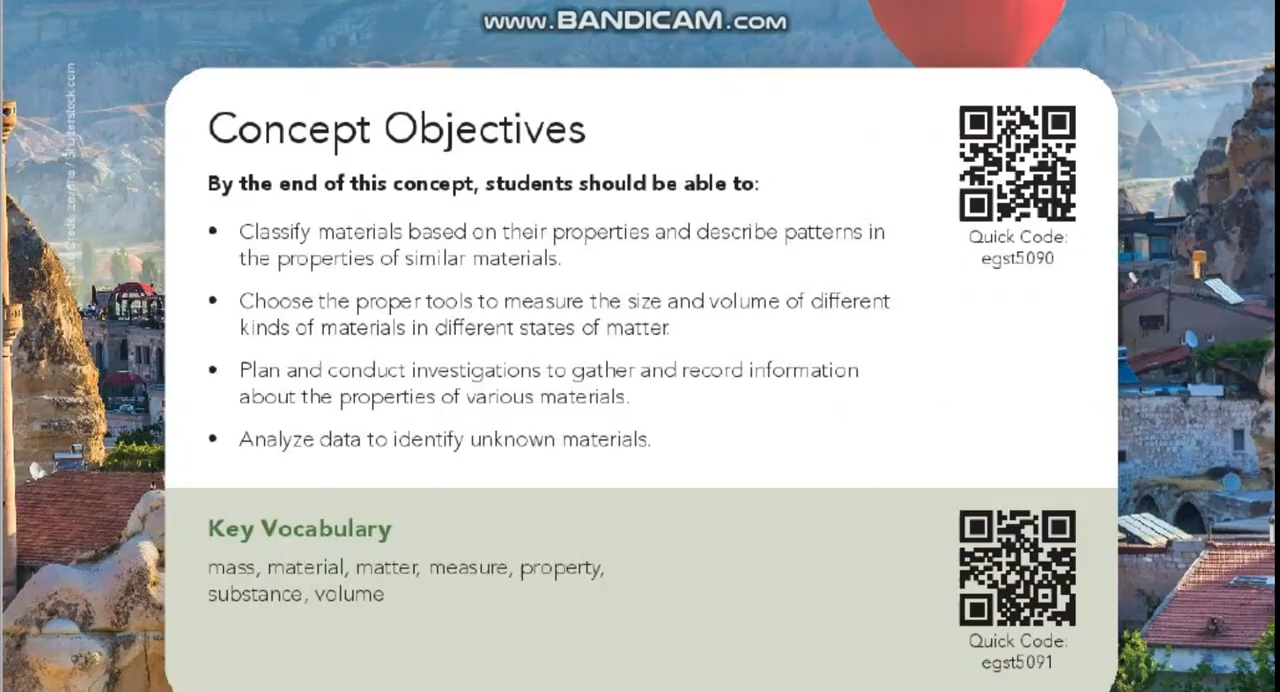 www.BANDICAM.com
Concept Objectives
By the end of this concept, students should be able to:
• Classify materials based on their properties and describe patterns in
the properties of similar materials.
• Choose the proper tools to measure the size and volume of different
kinds of materials in different states of matter.
• Plan and conduct investigations to gather and record information
about the properties of various materials.
• Analyze data to identify unknown materials.
Quick Code:
egst5090
Key Vocabulary
mass, material, matter, measure, property,
substance, volume
Quick Code:
egst5091
/ Shutterstock.com